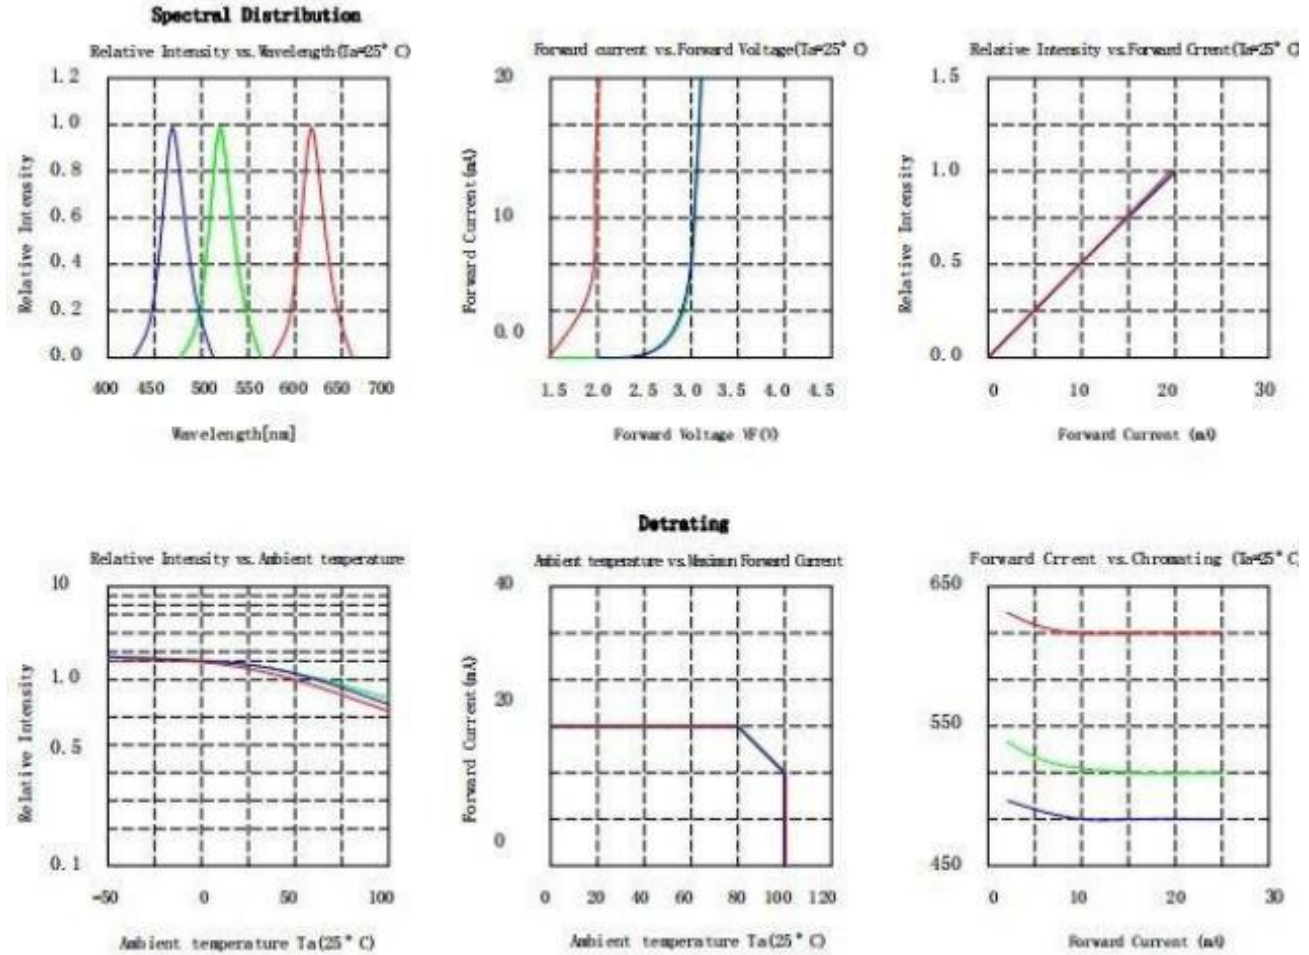 Spectral Distribution
Relative Intensity vs. Wavelength(Ta=25° C)
1.2
1.0
0.8
0.6
0.4
0.2
0.0
Relative Intensity
400 450 500 550 600 650 700
Wavelength[nm]
Forward current vs. Forward Voltage(Ta=25° C)
20
10
0.0
Forward Current (mA)
1.5 2.0 2.5 3.0 3.5 4.0 4.5
Forward Voltage VF(V)
Relative Intensity vs. Forward Crrent(Ta=25° C)
1.5
1.0
0.5
0.0
Relative Intensity
0 10 20 30
Forward Current (mA)
Relative Intensity vs. Ambient temperature
10
1.0
0.5
0.1
Relative Intensity
-50 0 50 100
Ambient temperature Ta(25° C)
Detrating
Ambient temperature vs. Maximun Forward Current
40
20
0
Forward Current (mA)
0 20 40 60 80 100 120
Ambient temperature Ta(25° C)
Forward Crrent vs. Chromating (Ta=25° C)
650
550
450
0 10 20 30
Forward Current (mA)